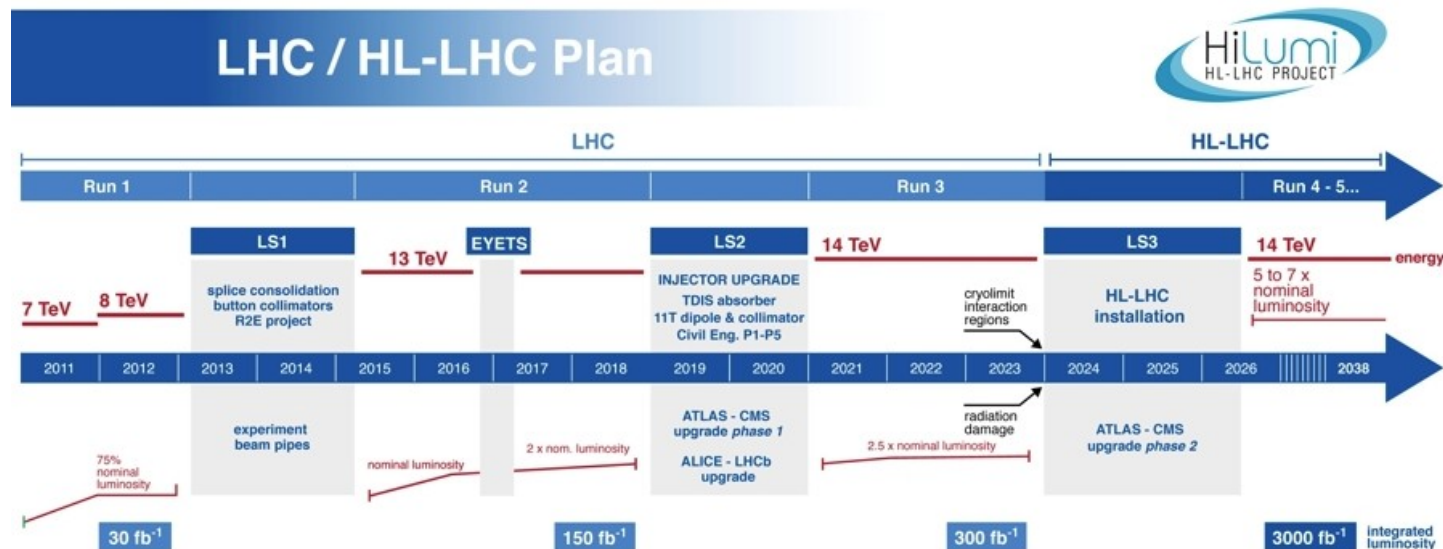 LHC / HL-LHC Plan
HiLumi
HL-LHC PROJECT
LHC
HL-LHC
Run 1
Run 2
Run 3
Run 4 - 5...
LS1
EYETS
LS2
LS3
13 TeV
14 TeV
14 TeV
energy
splice consolidation
button collimators
R2E project
INJECTOR UPGRADE
TDIS absorber
11T dipole & collimator
Civil Eng. P1-P5
cryolimit
interaction
regions
HL-LHC
installation
5 to 7 x
nominal
luminosity
7 TeV
8 TeV
2011
2012
2013
2014
2015
2016
2017
2018
2019
2020
2021
2022
2023
2024
2025
2026
2038
experiment
beam pipes
ATLAS - CMS
upgrade phase 1
ALICE - LHCb
upgrade
radiation
damage
ATLAS - CMS
upgrade phase 2
75%
nominal
luminosity
nominal luminosity
2 x nom. luminosity
2.5 x nominal luminosity
30 fb⁻¹
150 fb⁻¹
300 fb⁻¹
3000 fb⁻¹
integrated
luminosity